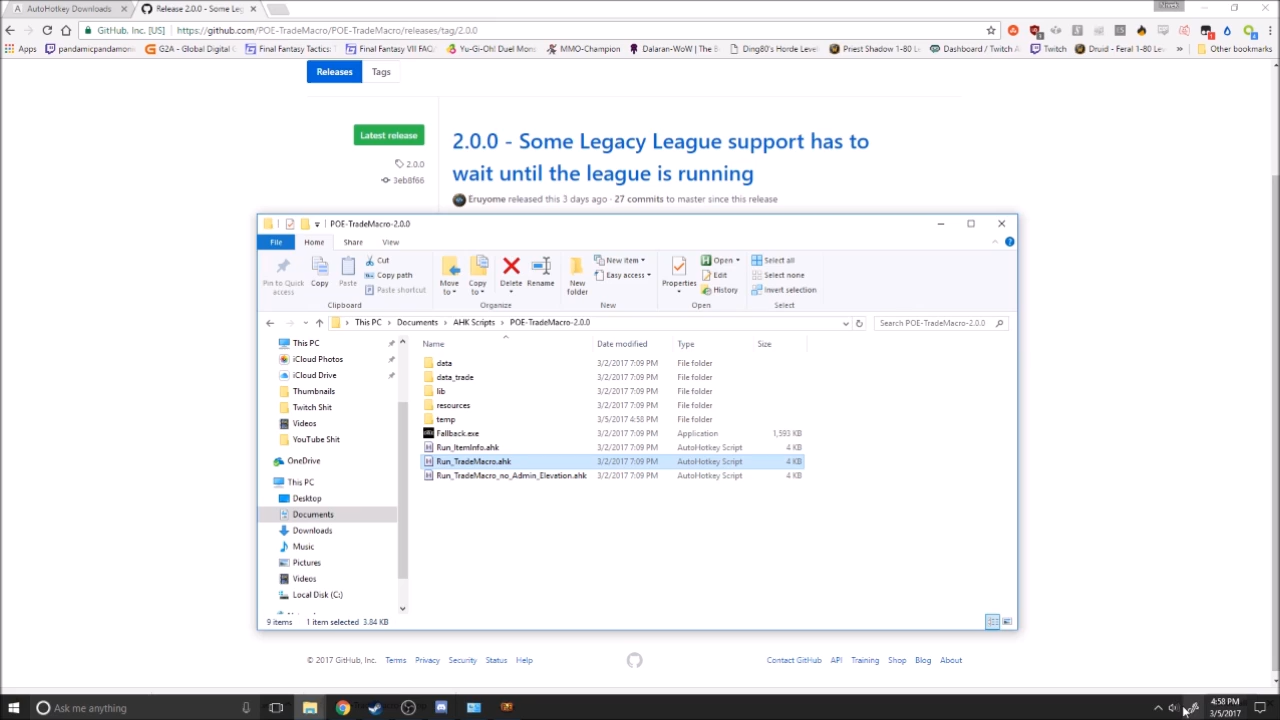 AutoHotkey Downloads
Release 2.0.0 - Some Leg
GitHub, Inc. [US]
https://github.com/POE-TradeMacro/POE-TradeMacro/releases/tag/2.0.0
Apps
pandamicpandamo
G2A - Global Digital
Final Fantasy Tactics:
Final Fantasy VII FAQ
Yu-Gi-Oh! Duel Mons
MMO-Champion
Dalaran-WoW | The B
Ding80's Horde Level
Priest Shadow 1-80 L
Dashboard / Twitch A
Twitch
Druid - Feral 1-80 Lev
»
Other bookmarks
Releases
Tags
Latest release
2.0.0 - Some Legacy League support has to
wait until the league is running
2.0.0
3eb8f66
Eruyome released this 3 days ago · 27 commits to master since this release
POE-TradeMacro-2.0.0
File
Home
Share
View
Pin to Quick
access
Copy
Paste
Cut
Copy path
Paste shortcut
Move
to
Copy
to
Delete
Rename
New
folder
New item
Easy access
Properties
Open
Edit
History
Select all
Select none
Invert selection
Clipboard
Organize
New
Open
Select
This PC
Documents
AHK Scripts
POE-TradeMacro-2.0.0
Search POE-TradeMacro-2.0.0
Name
Date modified
Type
Size
This PC
iCloud Photos
iCloud Drive
Thumbnails
Twitch Shit
Videos
YouTube Shit
OneDrive
This PC
Desktop
Documents
Downloads
Music
Pictures
Videos
Local Disk (C:)
data 3/2/2017 7:09 PM File folder
data_trade 3/2/2017 7:09 PM File folder
lib 3/2/2017 7:09 PM File folder
resources 3/2/2017 7:09 PM File folder
temp 3/5/2017 4:58 PM File folder
Fallback.exe 3/2/2017 7:09 PM Application 1,593 KB
Run_ItemInfo.ahk 3/2/2017 7:09 PM AutoHotkey Script 4 KB
Run_TradeMacro.ahk 3/2/2017 7:09 PM AutoHotkey Script 4 KB
Run_TradeMacro_no_Admin_Elevation.ahk 3/2/2017 7:09 PM AutoHotkey Script 4 KB
9 items 1 item selected 3.84 KB
© 2017 GitHub, Inc. Terms Privacy Security Status Help
Contact GitHub API Training Shop Blog About
Ask me anything
4:58 PM
3/5/2017